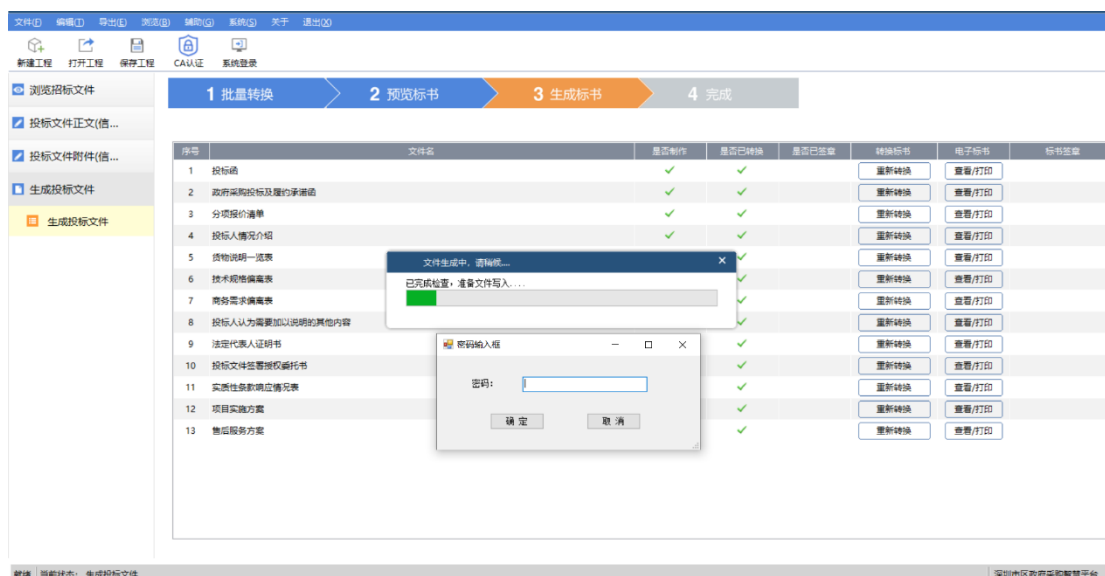 文件(F) 编辑(T) 导出(E) 浏览(B) 辅助(G) 系统(S) 关于 退出(X)
新建工程 打开工程 保存工程 CA认证 系统登录
浏览招标文件
投标文件正文(信...
投标文件附件(信...
生成投标文件
生成投标文件
1 批量转换 2 预览标书 3 生成标书 4 完成
序号 文件名 是否制作 是否已转换 是否已签章 转换标书 电子标书 标书签章
1 投标函 重新转换 查看/打印
2 政府采购投标及履约承诺函 重新转换 查看/打印
3 分项报价清单 重新转换 查看/打印
4 投标人情况介绍 重新转换 查看/打印
5 货物说明一览表 重新转换 查看/打印
6 技术规格偏离表 重新转换 查看/打印
7 商务需求偏离表 重新转换 查看/打印
8 投标人认为需要加以说明的其他内容 重新转换 查看/打印
9 法定代表人证明书 重新转换 查看/打印
10 投标文件签署授权委托书 重新转换 查看/打印
11 实质性条款响应情况表 重新转换 查看/打印
12 项目实施方案 重新转换 查看/打印
13 售后服务方案 重新转换 查看/打印
文件生成中，请稍候....
已完成检查，准备文件写入....
密码输入框
密码：
确 定 取 消
就绪 当前状态： 生成投标文件 深圳市区政府采购智慧平台